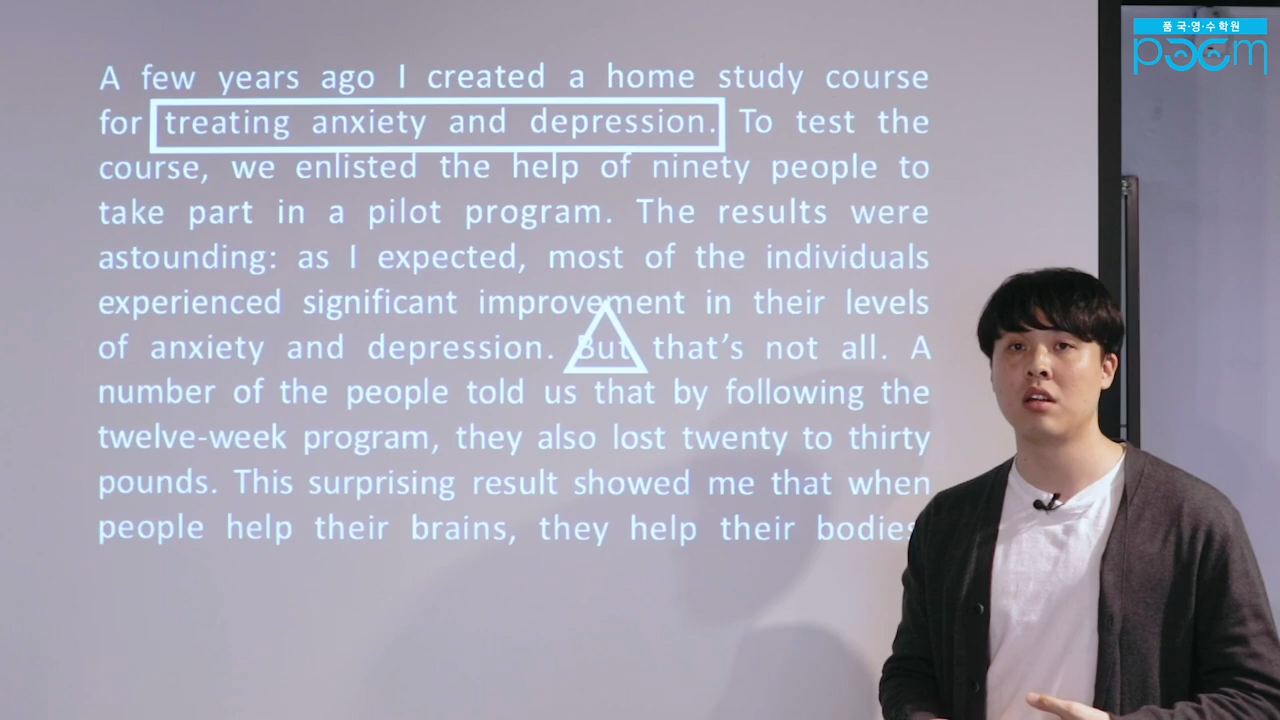 품 국·영·수 학원
poem
A few years ago I created a home study course
for treating anxiety and depression. To test the
course, we enlisted the help of ninety people to
take part in a pilot program. The results were
astounding: as I expected, most of the individuals
experienced significant improvement in their levels
of anxiety and depression. But that’s not all. A
number of the people told us that by following the
twelve-week program, they also lost twenty to thirty
pounds. This surprising result showed me that when
people help their brains, they help their bodies.